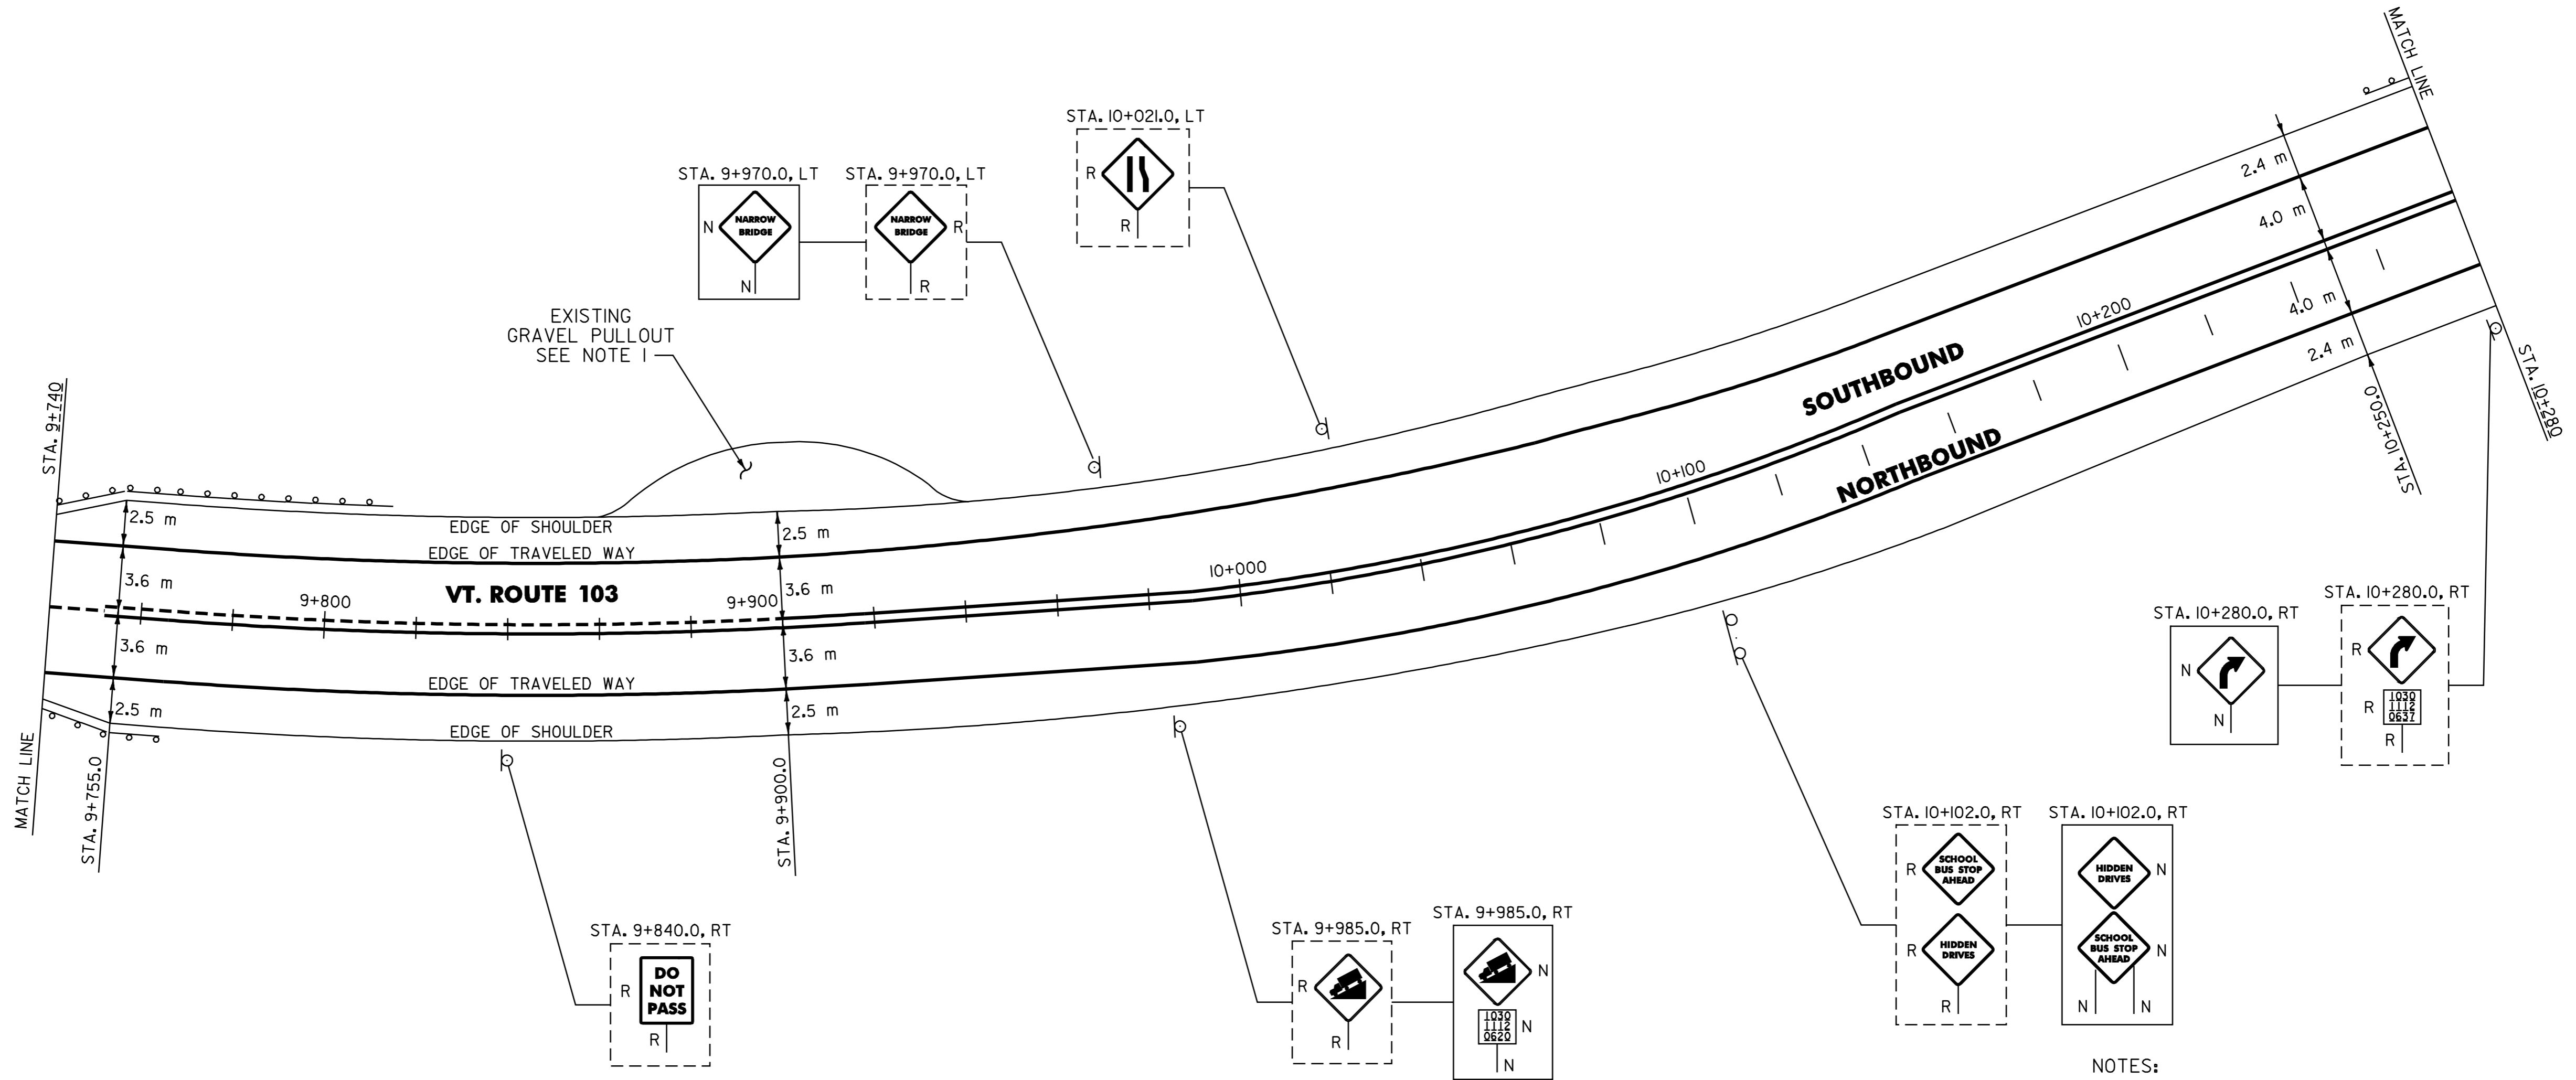 MATCH LINE
STA. 10+021.0, LT
R
R
STA. 9+970.0, LT
N
NARROW
BRIDGE
N
STA. 9+970.0, LT
NARROW
BRIDGE
R
R
EXISTING
GRAVEL PULLOUT
SEE NOTE 1
2.4 m
4.0 m
4.0 m
2.4 m
10+200
SOUTHBOUND
NORTHBOUND
10+100
10+000
STA. 10+250.0
STA. 10+280
STA. 9+740
2.5 m
EDGE OF SHOULDER
2.5 m
EDGE OF TRAVELED WAY
3.6 m
VT. ROUTE 103
3.6 m
9+800
9+900
3.6 m
3.6 m
EDGE OF TRAVELED WAY
2.5 m
2.5 m
EDGE OF SHOULDER
MATCH LINE
STA. 9+755.0
STA. 9+900.0
STA. 10+280.0, RT
N
N
STA. 10+280.0, RT
R
R
1030
1112
0637
R
STA. 10+102.0, RT
R
SCHOOL
BUS STOP
AHEAD
R
HIDDEN
DRIVES
R
STA. 10+102.0, RT
HIDDEN
DRIVES
N
SCHOOL
BUS STOP
AHEAD
N
N
N
STA. 9+840.0, RT
R
DO
NOT
PASS
R
STA. 9+985.0, RT
R
R
STA. 9+985.0, RT
N
1030
1112
0620
N
N
NOTES: